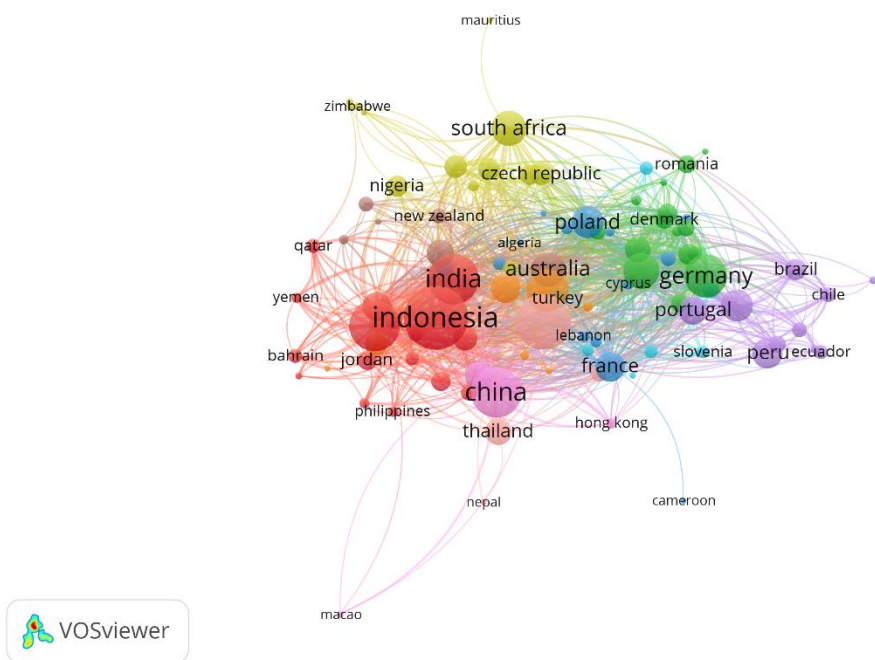 mauritius
zimbabwe
south africa
romania
czech republic
nigeria
new zealand
poland
denmark
qatar
algeria
india
australia
cyprus
germany
brazil
yemen
turkey
chile
indonesia
portugal
lebanon
bahrain
jordan
france
slovenia
peru
ecuador
china
philippines
thailand
hong kong
nepal
cameroon
macao
VOSviewer